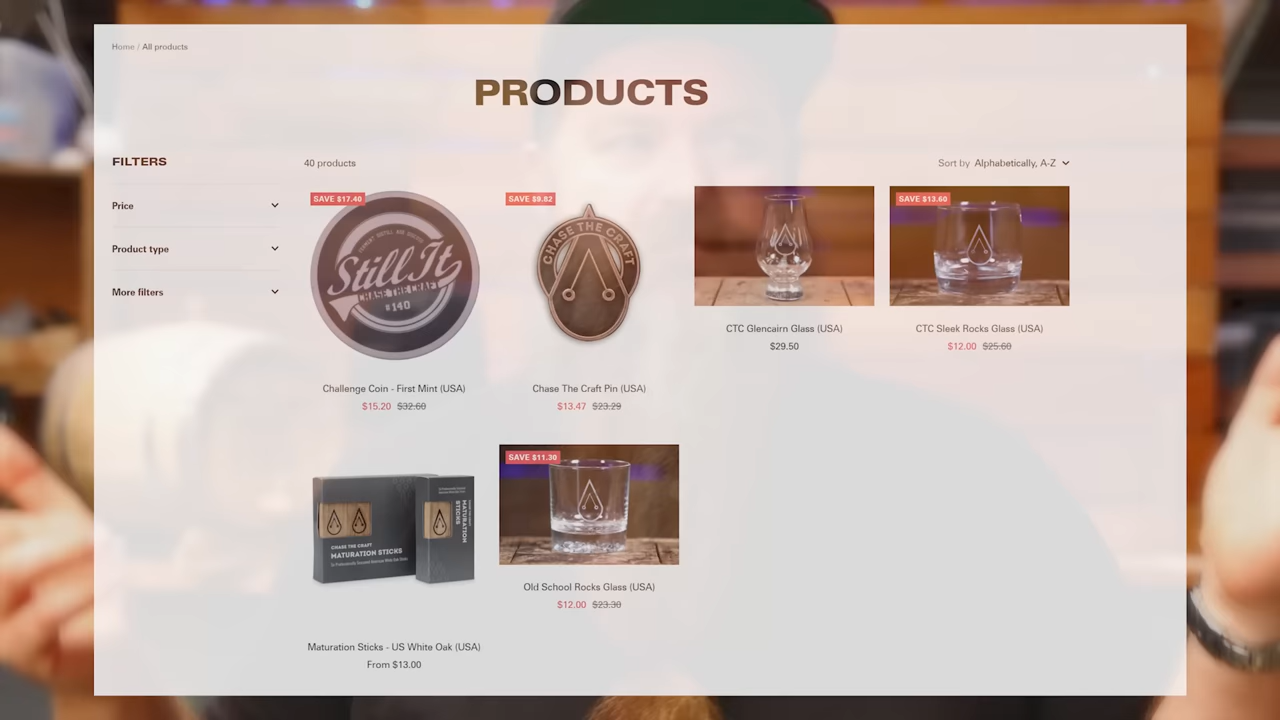 Home / All products
PRODUCTS
FILTERS
40 products
Sort by Alphabetically, A-Z
Price
Product type
More filters
SAVE $17.40
Still It
CHASE THE CRAFT
0140
Challenge Coin - First Mint (USA)
$15.20 $32.60
SAVE $9.82
CHASE THE CRAFT
Chase The Craft Pin (USA)
$13.47 $23.29
CTC Glencairn Glass (USA)
$29.50
SAVE $13.60
CTC Sleek Rocks Glass (USA)
$12.00 $25.60
CHASE THE CRAFT
MATURATION STICKS
MATURATION
STICKS
Maturation Sticks - US White Oak (USA)
From $13.00
SAVE $11.30
Old School Rocks Glass (USA)
$12.00 $23.30